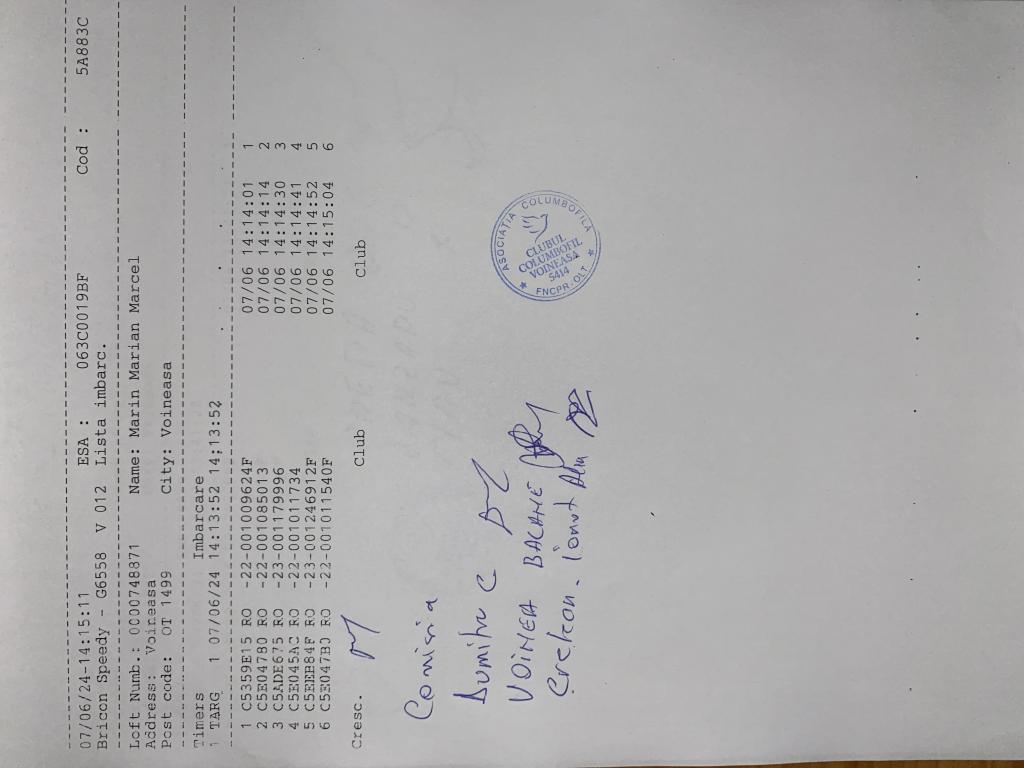 07/06/24-14:15:11 ESA : 063C0019BF Cod : 5A883C
Bricon Speedy - G6558 V 012 Lista imbarc.
Loft Numb.: 0000748871 Name: Marin Marian Marcel
Address: Voineasa
Post code: OT 1499 City: Voineasa
Timers Imbarcare
1 TARG 1 07/06/24 14:13:52 14:13:52
1 C5359E15 RO -22-001009624F 07/06 14:14:01 1
2 C5E04780 RO -22-001085013 07/06 14:14:14 2
3 C5ADE675 RO -23-001179996 07/06 14:14:30 3
4 C5E045AC RO -22-001011734 07/06 14:14:41 4
5 C5EEB84F RO -23-001246912F 07/06 14:14:52 5
6 C5E047BD RO -22-001011540F 07/06 14:15:04 6
Cresc. Club Club
Comisia
Dumitru C
VOINEA
Ionut
ASOCIAȚIA COLUMBOFILA
CLUBUL
COLUMBOFIL
VOINEASA
5414
FNCPR-OLT